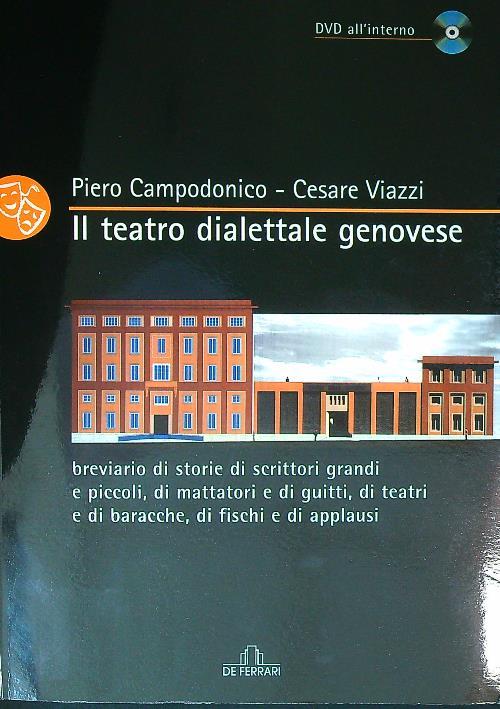 DVD all'interno
Piero Campodonico - Cesare Viazzi
Il teatro dialettale genovese
breviario di storie di scrittori grandi
e piccoli, di mattatori e di guitti, di teatri
e di baracche, di fischi e di applausi
DE FERRARI